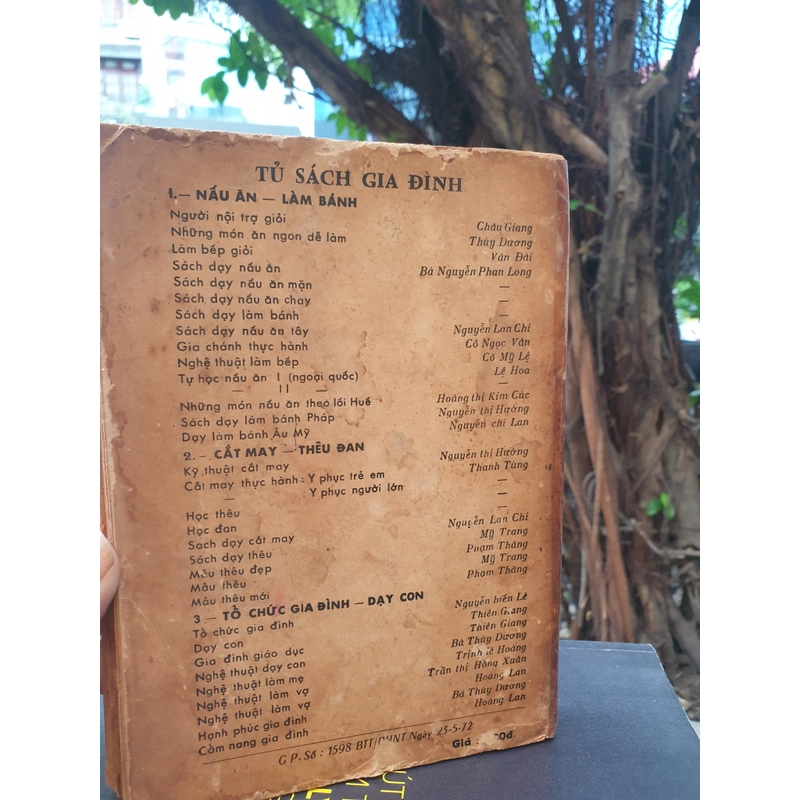 TỦ SÁCH GIA ĐÌNH
1.— NẤU ĂN — LÀM BÁNH
Người nội trợ giỏi Châu Giang
Những món ăn ngon dễ làm Thùy Dương
Làm bếp giỏi Vân Đài
Sách dạy nấu ăn Bà Nguyễn Phan Long
Sách dạy nấu ăn mặn —
Sách dạy nấu ăn chay —
Sách dạy làm bánh —
Sách dạy nấu ăn tây Nguyễn Lan Chi
Gia chánh thực hành Cô Ngọc Vân
Nghệ thuật làm bếp Cô Mỹ Lệ
Tự học nấu ăn I (ngoại quốc) Lệ Hoa
— II — —
Những món nấu ăn theo lối Huế Hoàng thị Kim Cúc
Sách dạy làm bánh Pháp Nguyễn thị Hường
Dạy làm bánh Âu Mỹ Nguyễn chi Lan
2. - CẮT MAY — THÊU ĐAN
Kỹ thuật cắt may Nguyễn thị Hường
Cắt may thực hành : Y phục trẻ em Thanh Tùng
— : Y phục người lớn —
Học thêu —
Học đan —
Sach dạy cắt may Nguyễn Lan Chi
Sách dạy thêu Mỹ Trang
Mẫu thêu đẹp Phạm Thăng
Mẫu thêu Mỹ Trang
Mẫu thêu mới Phạm Thăng
3 — TỔ CHỨC GIA ĐÌNH — DẠY CON
Tổ chức gia đình Nguyễn hiến Lê
Dạy con Thiên Giang
Gia đình giáo dục Thiên Giang
Nghệ thuật dạy con Bà Thùy Dương
Nghệ thuật làm mẹ Trịnh lê Hoàng
Nghệ thuật làm vợ Trần thị Hồng Xuân
Nghệ thuật làm vợ Hoàng Lan
Hạnh phúc gia đình Bà Thùy Dương
Cẩm nang gia đình Hoàng Lan
G P. Số : 1598 BTT/PHNT Ngày 23-5-72
Giá :